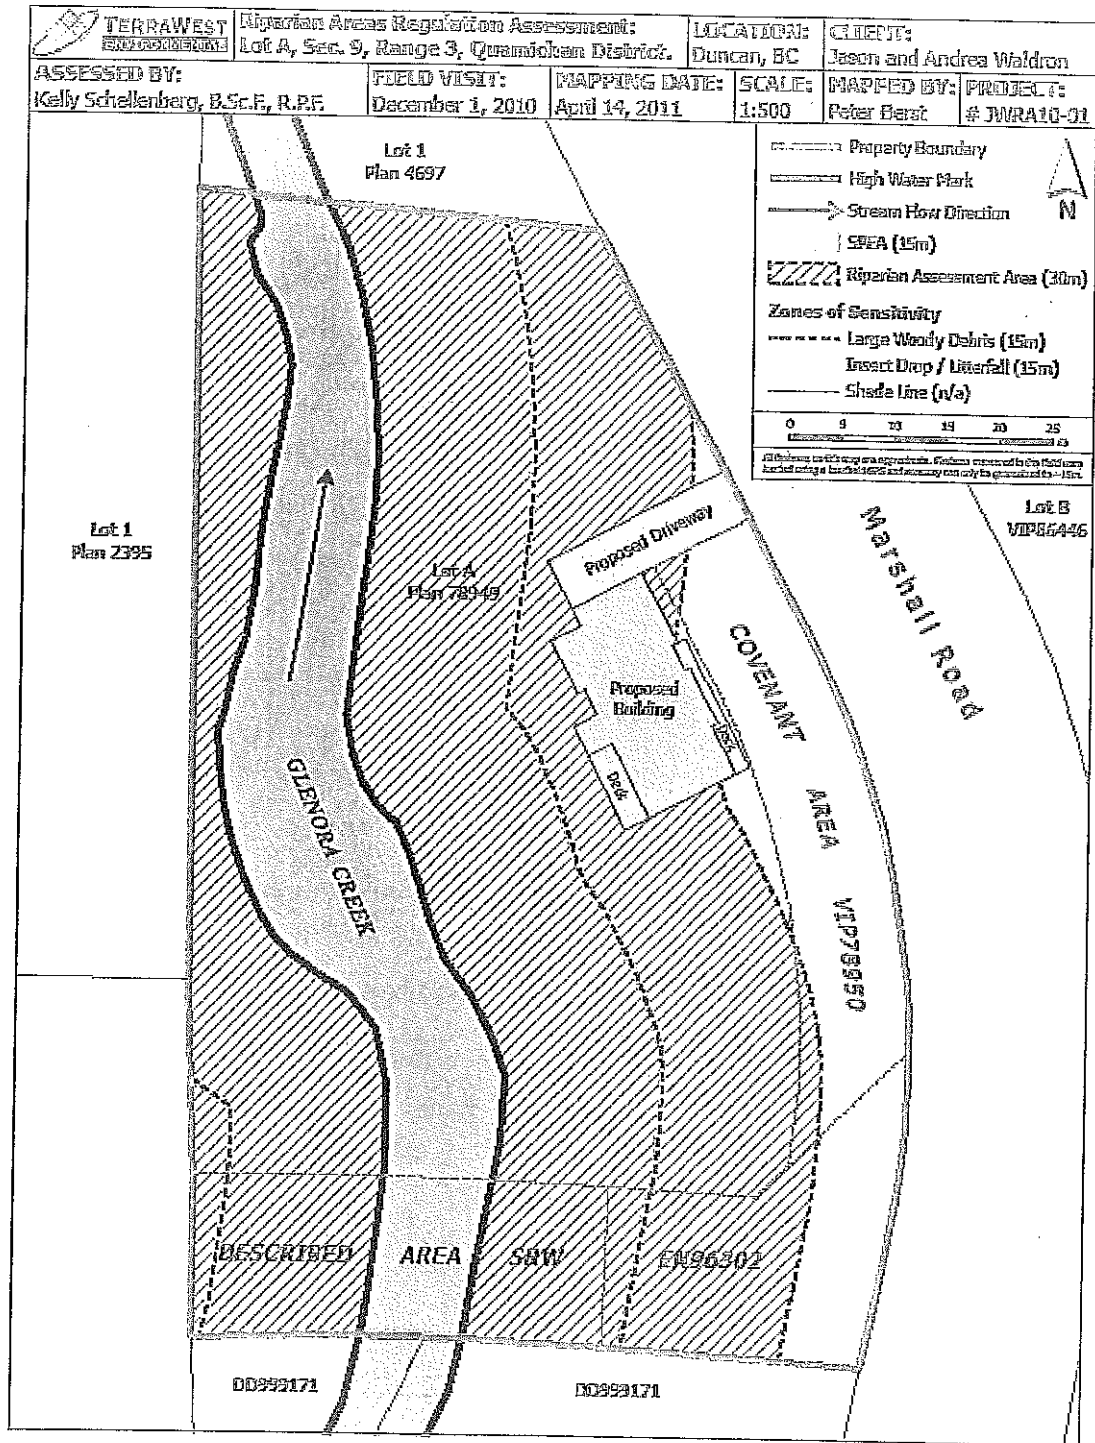 TERRAWEST
ENVIRONMENTAL
Riparian Areas Regulation Assessment:
Lot A, Sec. 9, Range 3, Quamichan District.
LOCATION:
Duncan, BC
CLIENT:
Jason and Andrea Waldron
ASSESSED BY:
Kelly Schellenberg, B.Sc.F., R.P.F.
FIELD VISIT:
December 1, 2010
MAPPING DATE:
April 14, 2011
SCALE:
1:500
MAPPED BY:
Peter Berst
PROJECT:
# JWRA10-01
Property Boundary
High Water Mark
Stream Flow Direction
SPEA (15m)
Riparian Assessment Area (30m)
Zones of Sensitivity
Large Woody Debris (15m)
Insect Drop / Litterfall (15m)
Shade Line (n/a)
N
0 5 10 15 20 25
Lot 1
Plan 4697
Lot 1
Plan 2395
Lot A
Plan 78949
Lot B
VIP86446
Marshall Road
Proposed Driveway
Proposed
Building
Deck
Deck
COVENANT AREA VIP78950
GLENORA CREEK
DESCRIBED AREA SRW EN96302
DD999171
DD999171